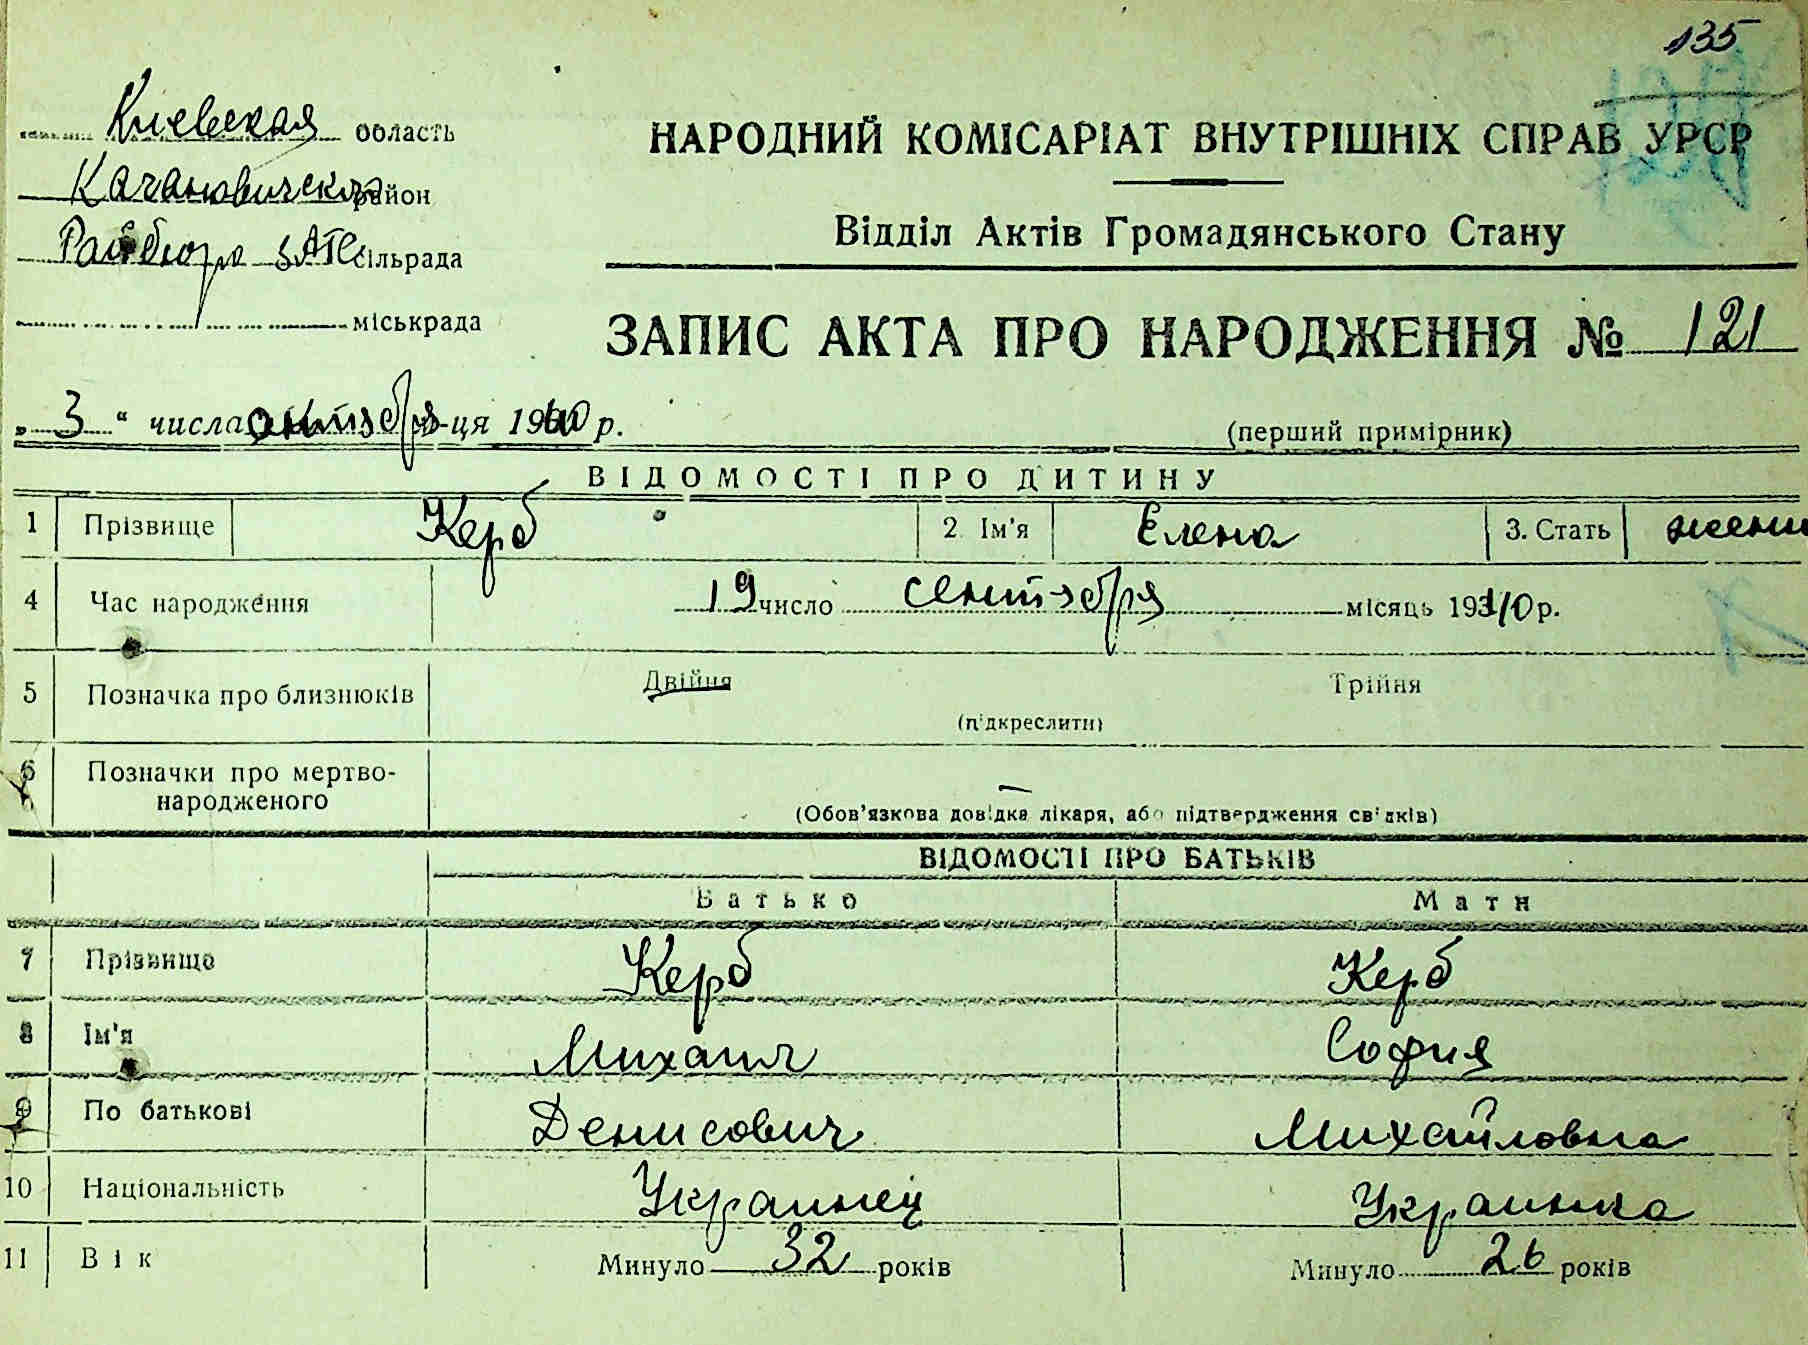 135
Киевская область
Кагановичский район
Райбюро ЗАГС сільрада
міськрада
НАРОДНИЙ КОМІСАРІАТ ВНУТРІШНІХ СПРАВ УРСР
Відділ Актів Громадянського Стану
ЗАПИС АКТА ПРО НАРОДЖЕННЯ № 121
„ 3 “ числа октября м-ця 1940 р.
(перший примірник)
ВІДОМОСТІ ПРО ДИТИНУ
1 Прізвище Керб 2. Ім'я Елена 3. Стать женс
4 Час народження 19 число сентября місяць 1940 р.
5 Позначка про близнюків Двійня Трійня
(підкреслити)
6 Позначки про мертво-
народженого
(Обов'язкова довідка лікаря, або підтвердження свідків)
ВІДОМОСТІ ПРО БАТЬКІВ
Батько Мати
7 Прізвище Керб Керб
8 Ім'я Михаил София
9 По батькові Денисович Михайловна
10 Національність Украинец Украинка
11 Вік Минуло 32 років Минуло 26 років